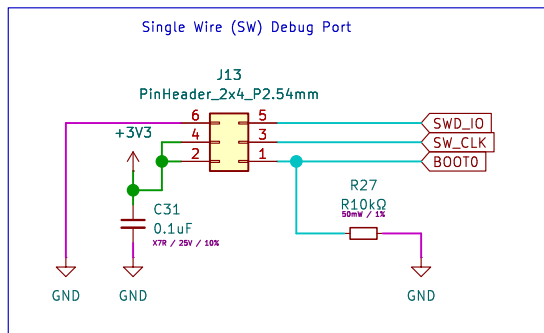 Single Wire (SW) Debug Port
J13
PinHeader_2x4_P2.54mm
6 5 SWD_IO
+3V3 4 3 SW_CLK
2 1 BOOT0
R27
R10kΩ
50mW / 1%
C31
0.1uF
X7R / 25V / 10%
GND GND GND